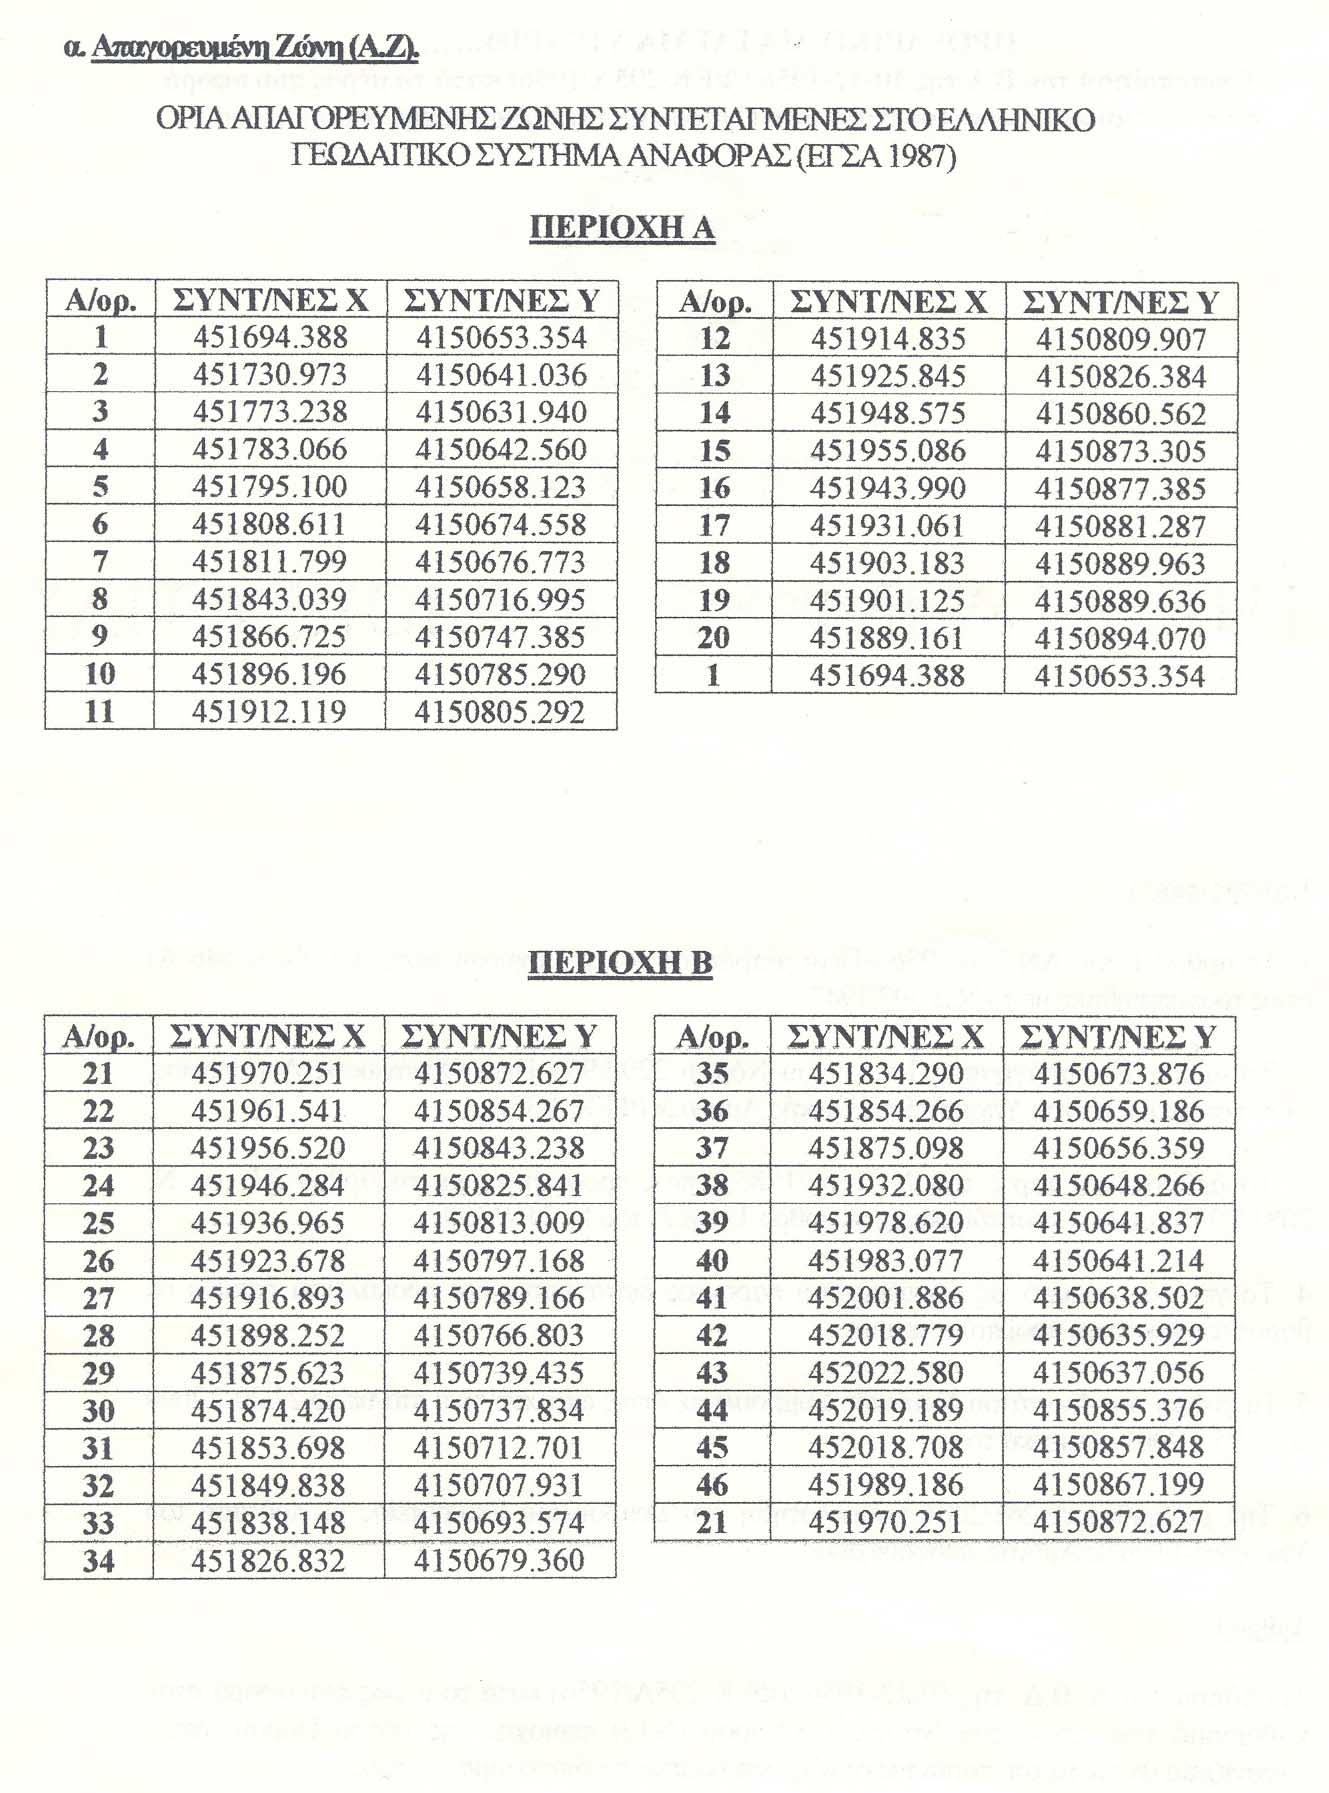 α. Απαγορευμένη Ζώνη (Α.Ζ).
ΟΡΙΑ ΑΠΑΓΟΡΕΥΜΕΝΗΣ ΖΩΝΗΣ ΣΥΝΤΕΤΑΓΜΕΝΕΣ ΣΤΟ ΕΛΛΗΝΙΚΟ
ΓΕΩΔΑΙΤΙΚΟ ΣΥΣΤΗΜΑ ΑΝΑΦΟΡΑΣ (ΕΓΣΑ 1987)
ΠΕΡΙΟΧΗ Α
Α/ορ. ΣΥΝΤ/ΝΕΣ Χ ΣΥΝΤ/ΝΕΣ Υ
1 451694.388 4150653.354
2 451730.973 4150641.036
3 451773.238 4150631.940
4 451783.066 4150642.560
5 451795.100 4150658.123
6 451808.611 4150674.558
7 451811.799 4150676.773
8 451843.039 4150716.995
9 451866.725 4150747.385
10 451896.196 4150785.290
11 451912.119 4150805.292
Α/ορ. ΣΥΝΤ/ΝΕΣ Χ ΣΥΝΤ/ΝΕΣ Υ
12 451914.835 4150809.907
13 451925.845 4150826.384
14 451948.575 4150860.562
15 451955.086 4150873.305
16 451943.990 4150877.385
17 451931.061 4150881.287
18 451903.183 4150889.963
19 451901.125 4150889.636
20 451889.161 4150894.070
1 451694.388 4150653.354
ΠΕΡΙΟΧΗ Β
Α/ορ. ΣΥΝΤ/ΝΕΣ Χ ΣΥΝΤ/ΝΕΣ Υ
21 451970.251 4150872.627
22 451961.541 4150854.267
23 451956.520 4150843.238
24 451946.284 4150825.841
25 451936.965 4150813.009
26 451923.678 4150797.168
27 451916.893 4150789.166
28 451898.252 4150766.803
29 451875.623 4150739.435
30 451874.420 4150737.834
31 451853.698 4150712.701
32 451849.838 4150707.931
33 451838.148 4150693.574
34 451826.832 4150679.360
Α/ορ. ΣΥΝΤ/ΝΕΣ Χ ΣΥΝΤ/ΝΕΣ Υ
35 451834.290 4150673.876
36 451854.266 4150659.186
37 451875.098 4150656.359
38 451932.080 4150648.266
39 451978.620 4150641.837
40 451983.077 4150641.214
41 452001.886 4150638.502
42 452018.779 4150635.929
43 452022.580 4150637.056
44 452019.189 4150855.376
45 452018.708 4150857.848
46 451989.186 4150867.199
21 451970.251 4150872.627